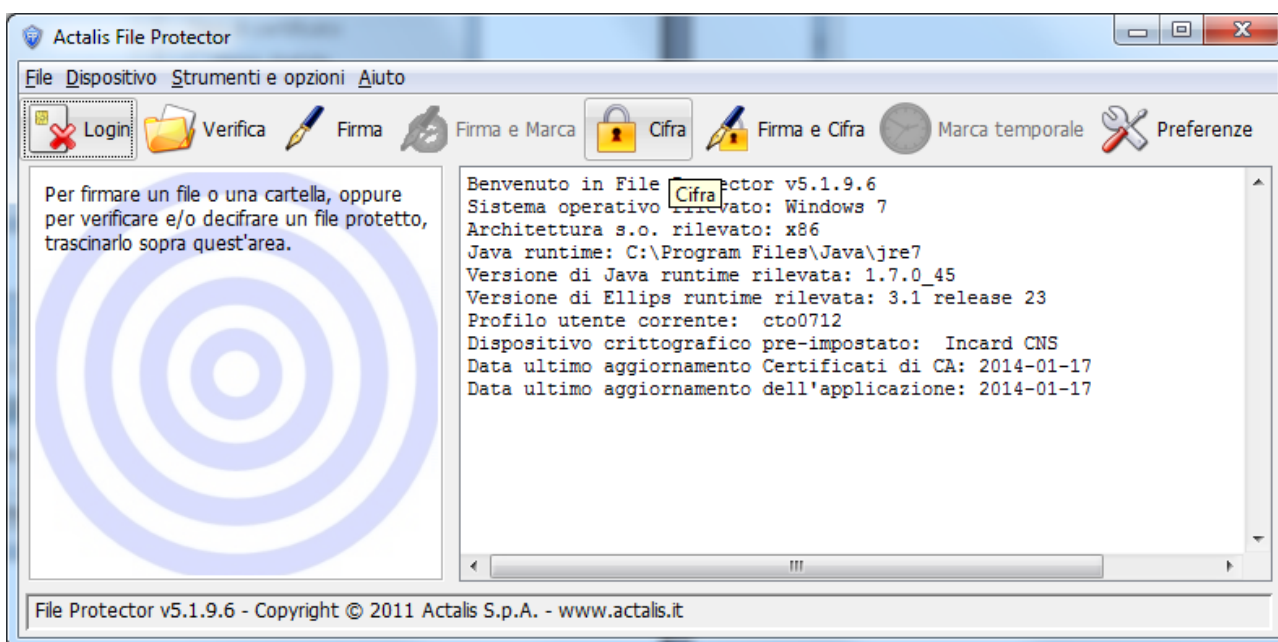 Actalis File Protector
File Dispositivo Strumenti e opzioni Aiuto
Login Verifica Firma Firma e Marca Cifra Firma e Cifra Marca temporale Preferenze
Per firmare un file o una cartella, oppure
per verificare e/o decifrare un file protetto,
trascinarlo sopra quest'area.
Benvenuto in File ector v5.1.9.6
Cifra
Sistema operativo rilevato: Windows 7
Architettura s.o. rilevato: x86
Java runtime: C:\Program Files\Java\jre7
Versione di Java runtime rilevata: 1.7.0_45
Versione di Ellips runtime rilevata: 3.1 release 23
Profilo utente corrente: cto0712
Dispositivo crittografico pre-impostato: Incard CNS
Data ultimo aggiornamento Certificati di CA: 2014-01-17
Data ultimo aggiornamento dell'applicazione: 2014-01-17
File Protector v5.1.9.6 - Copyright © 2011 Actalis S.p.A. - www.actalis.it